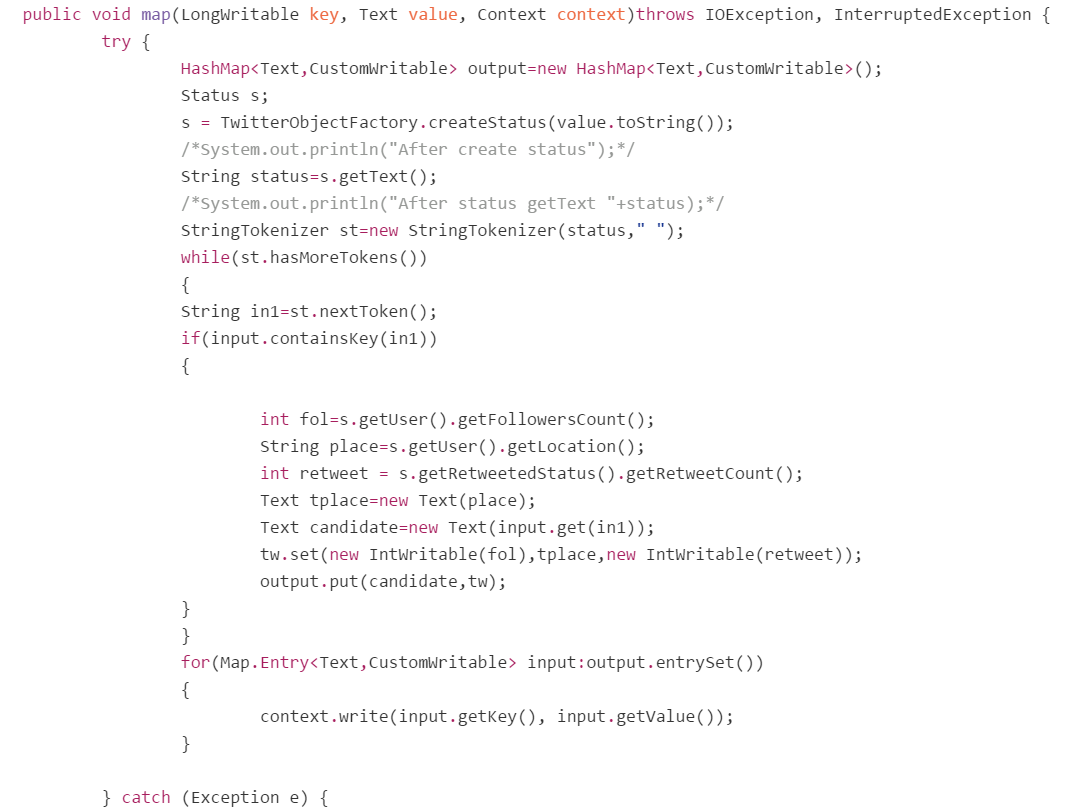 public void map(LongWritable key, Text value, Context context)throws IOException, InterruptedException {
try {
HashMap<Text,CustomWritable> output=new HashMap<Text,CustomWritable>();
Status s;
s = TwitterObjectFactory.createStatus(value.toString());
/*System.out.println("After create status");*/
String status=s.getText();
/*System.out.println("After status getText "+status);*/
StringTokenizer st=new StringTokenizer(status," ");
while(st.hasMoreTokens())
{
String in1=st.nextToken();
if(input.containsKey(in1))
{
int fol=s.getUser().getFollowersCount();
String place=s.getUser().getLocation();
int retweet = s.getRetweetedStatus().getRetweetCount();
Text tplace=new Text(place);
Text candidate=new Text(input.get(in1));
tw.set(new IntWritable(fol),tplace,new IntWritable(retweet));
output.put(candidate,tw);
}
}
for(Map.Entry<Text,CustomWritable> input:output.entrySet())
{
context.write(input.getKey(), input.getValue());
}
} catch (Exception e) {